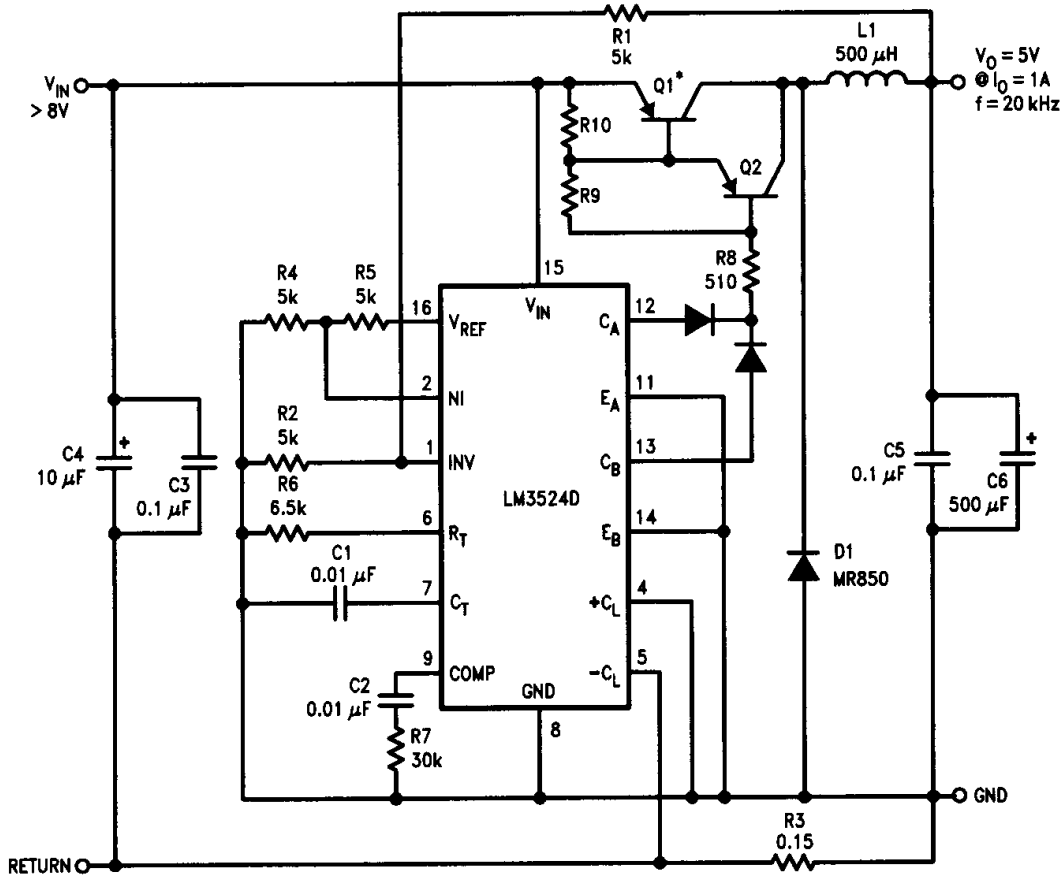 R1
5k
L1
500 μH
V_O = 5V
@ I_O = 1A
f = 20 kHz
V_IN
> 8V
Q1*
R10
Q2
R9
R8
510
15
R4
5k
R5
5k
16
V_REF
V_IN
C_A
12
2
NI
E_A
11
R2
5k
1
INV
C_B
13
C4
10 μF
+
C3
0.1 μF
R6
6.5k
LM3524D
C5
0.1 μF
+
C6
500 μF
6
R_T
E_B
14
C1
0.01 μF
D1
MR850
7
C_T
+C_L
4
9
COMP
−C_L
5
C2
0.01 μF
GND
8
R7
30k
GND
R3
0.15
RETURN